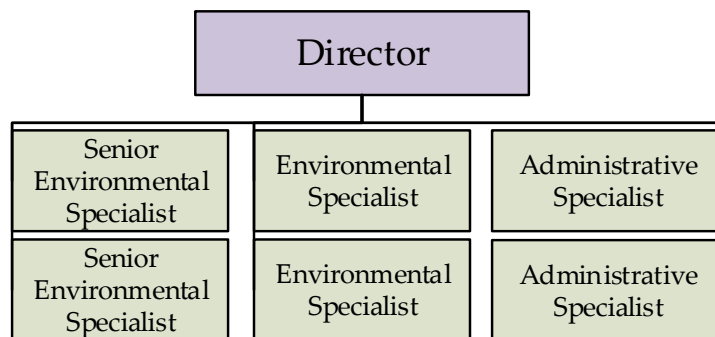 Director
Senior
Environmental
Specialist
Environmental
Specialist
Administrative
Specialist
Senior
Environmental
Specialist
Environmental
Specialist
Administrative
Specialist